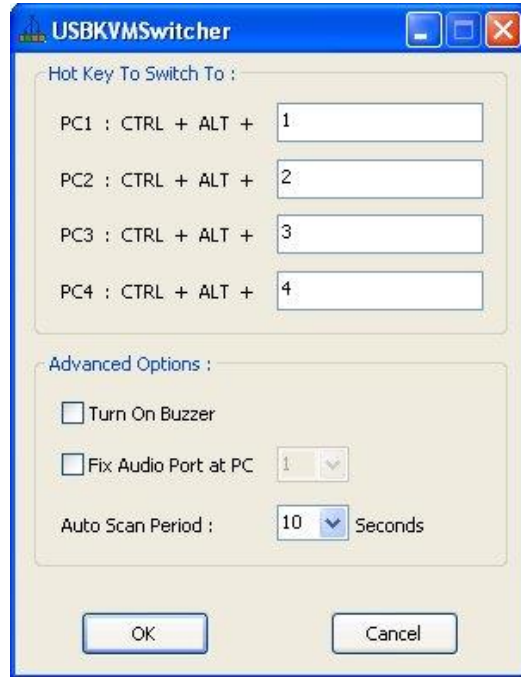 USBKVMSwitcher
Hot Key To Switch To :
PC1 : CTRL + ALT + 1
PC2 : CTRL + ALT + 2
PC3 : CTRL + ALT + 3
PC4 : CTRL + ALT + 4
Advanced Options :
Turn On Buzzer
Fix Audio Port at PC 1
Auto Scan Period : 10 Seconds
OK Cancel